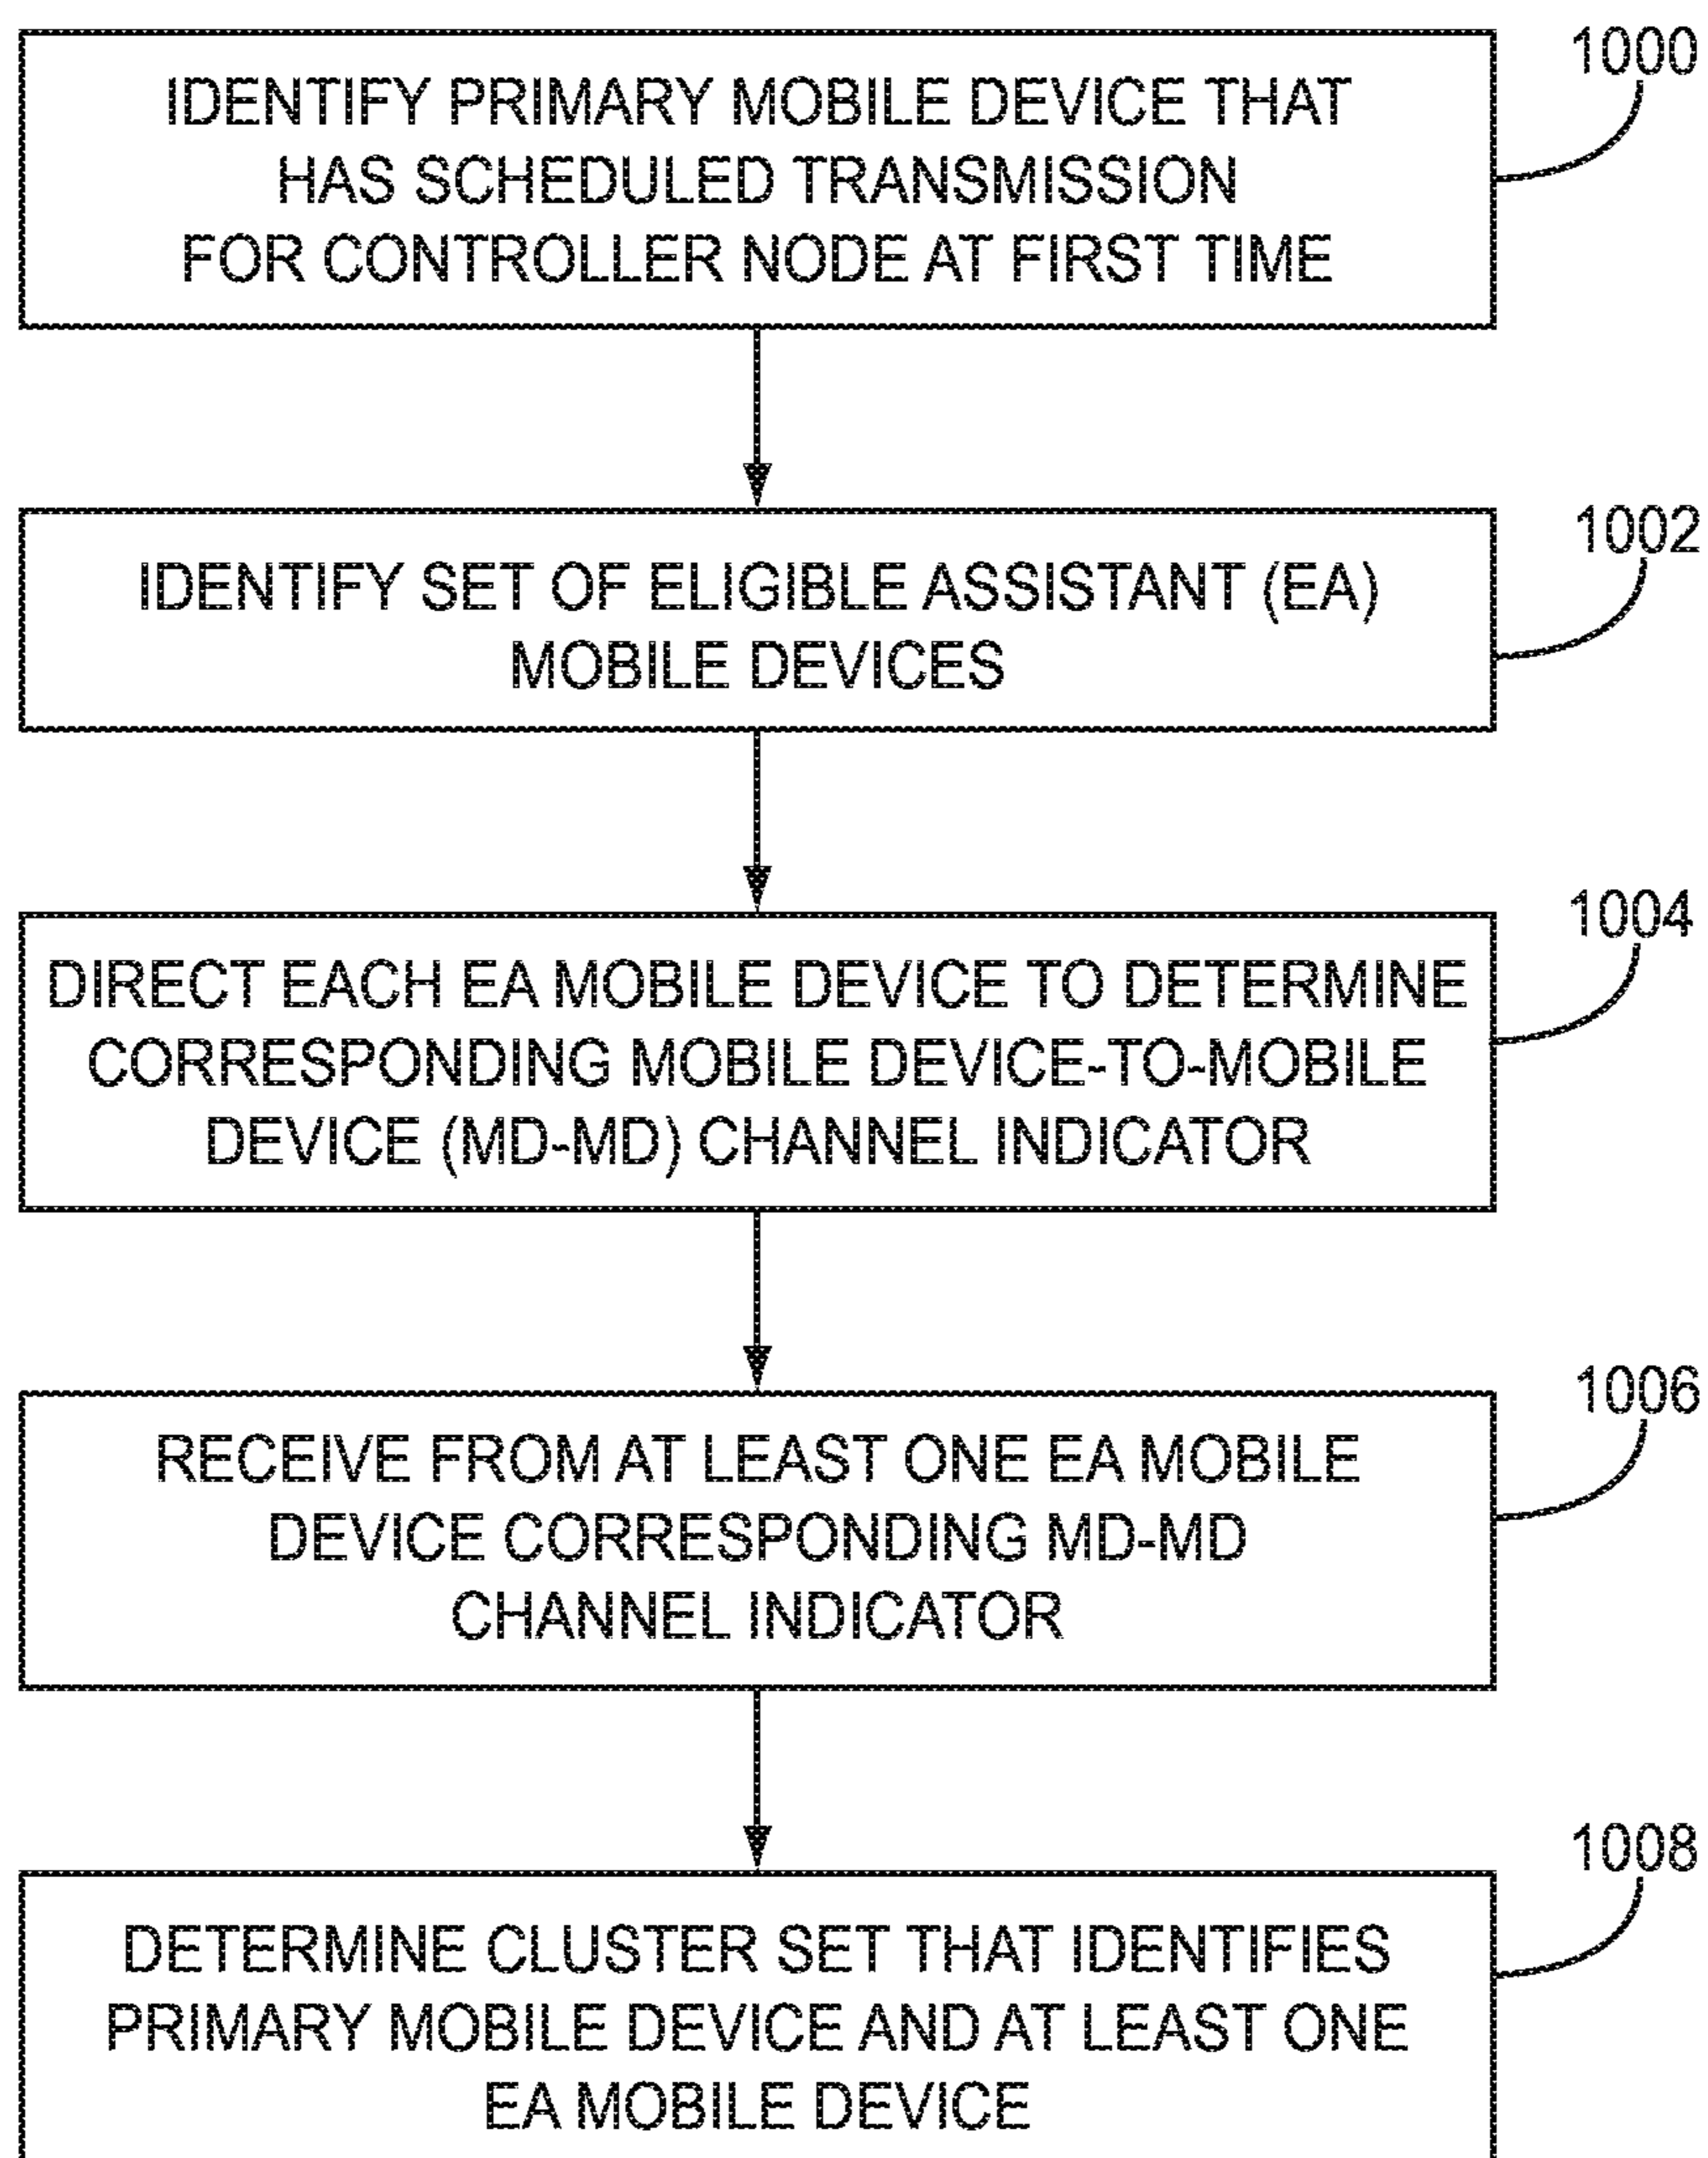 1000
IDENTIFY PRIMARY MOBILE DEVICE THAT
HAS SCHEDULED TRANSMISSION
FOR CONTROLLER NODE AT FIRST TIME
1002
IDENTIFY SET OF ELIGIBLE ASSISTANT (EA)
MOBILE DEVICES
1004
DIRECT EACH EA MOBILE DEVICE TO DETERMINE
CORRESPONDING MOBILE DEVICE-TO-MOBILE
DEVICE (MD-MD) CHANNEL INDICATOR
1006
RECEIVE FROM AT LEAST ONE EA MOBILE
DEVICE CORRESPONDING MD-MD
CHANNEL INDICATOR
1008
DETERMINE CLUSTER SET THAT IDENTIFIES
PRIMARY MOBILE DEVICE AND AT LEAST ONE
EA MOBILE DEVICE